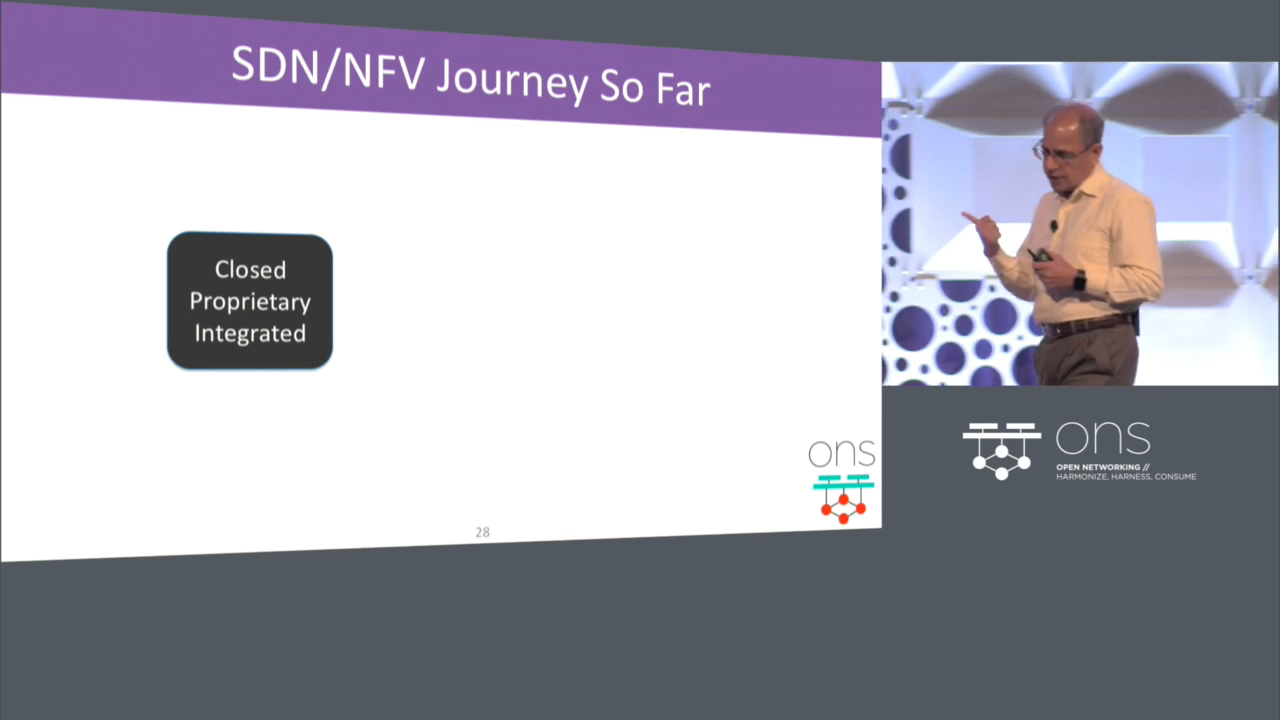 SDN/NFV Journey So Far
Closed
Proprietary
Integrated
ons
28
ons
OPEN NETWORKING //
HARMONIZE, HARNESS, CONSUME